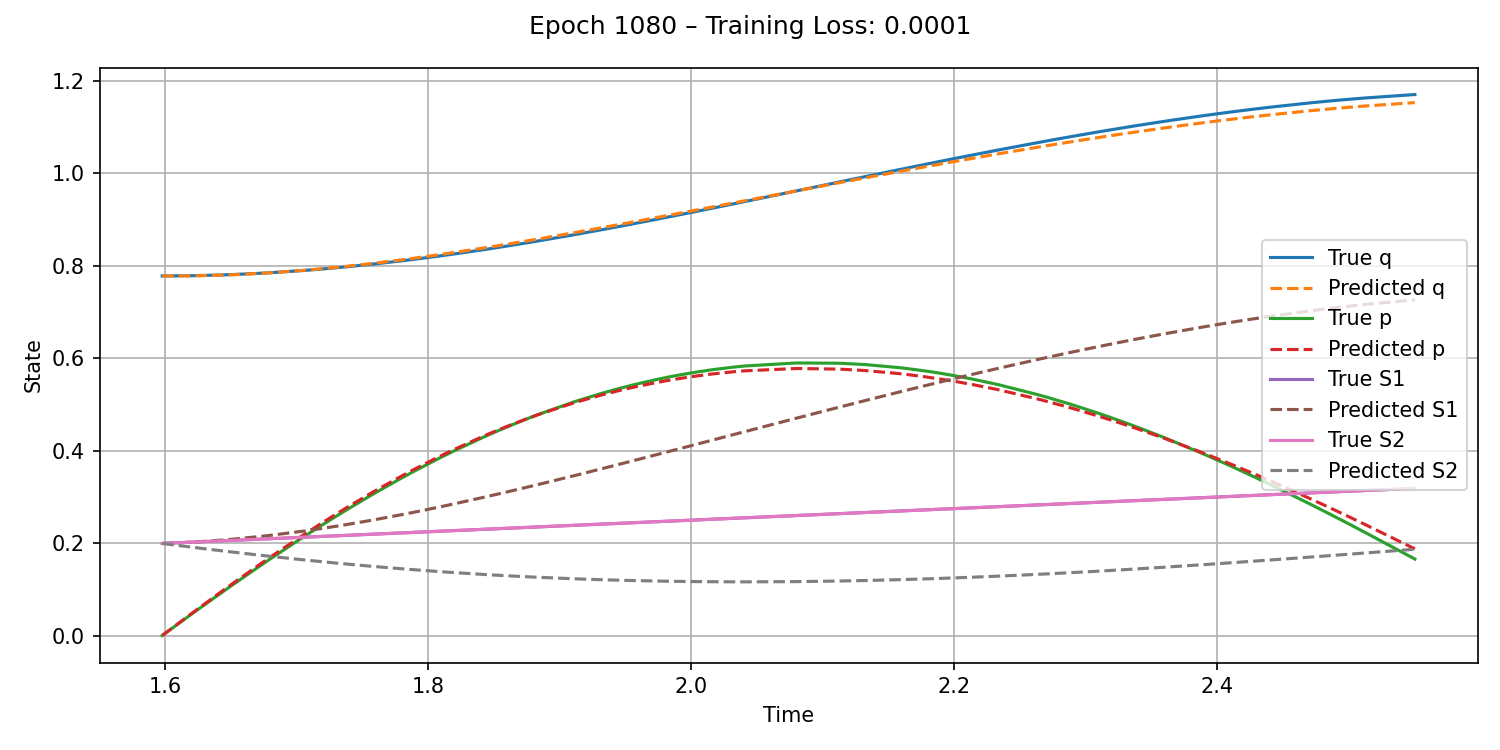 Epoch 1080 – Training Loss: 0.0001
1.2
1.0
0.8
0.6
0.4
0.2
0.0
State
True q
Predicted q
True p
Predicted p
True S1
Predicted S1
True S2
Predicted S2
1.6
1.8
2.0
2.2
2.4
Time